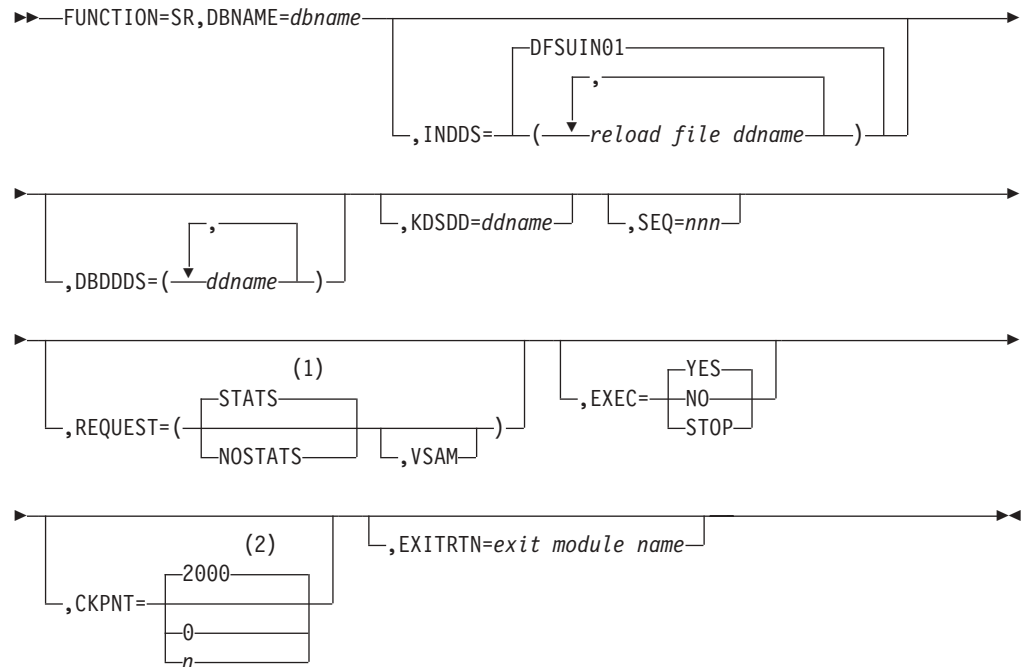 FUNCTION=SR,DBNAME=dbname
DFSUIN01
,
,INDDS= ( reload file ddname )
,
,DBDDDS=( ddname )
,KDSDD=ddname
,SEQ=nnn
(1)
STATS
,REQUEST=( )
NOSTATS
,VSAM
YES
,EXEC= NO
STOP
(2)
2000
,CKPNT=
0
n
,EXITRTN=exit module name